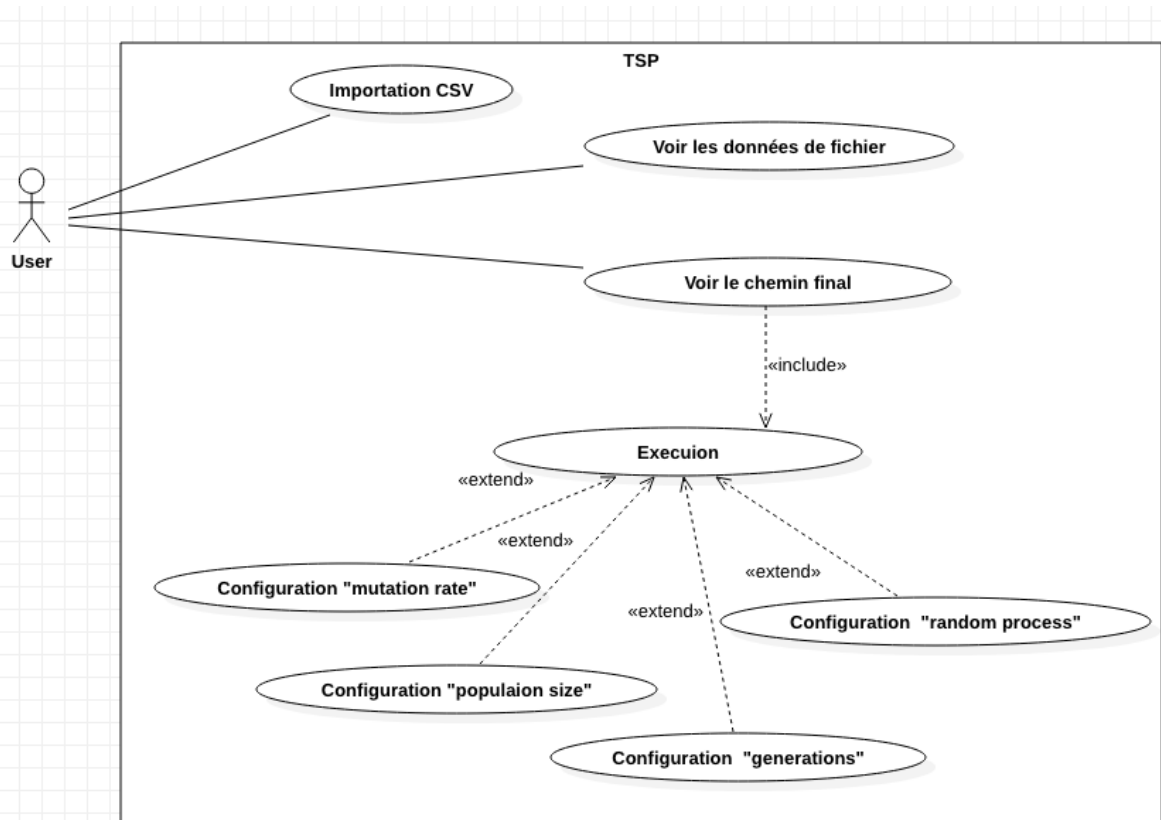 TSP
Importation CSV
Voir les données de fichier
User
Voir le chemin final
«include»
Execuion
«extend»
«extend»
«extend»
«extend»
Configuration "mutation rate"
Configuration  "random process"
Configuration "populaion size"
Configuration  "generations"